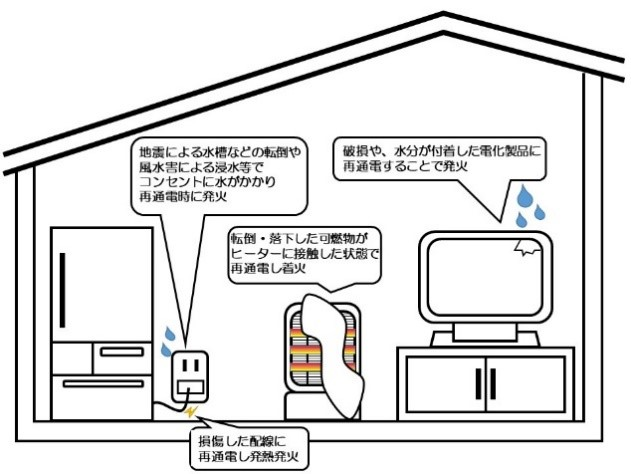 地震による水槽などの転倒や
風水害による浸水等で
コンセントに水がかかり
再通電時に発火
破損や、水分が付着した電化製品に
再通電することで発火
転倒・落下した可燃物が
ヒーターに接触した状態で
再通電し着火
損傷した配線に
再通電し発熱発火